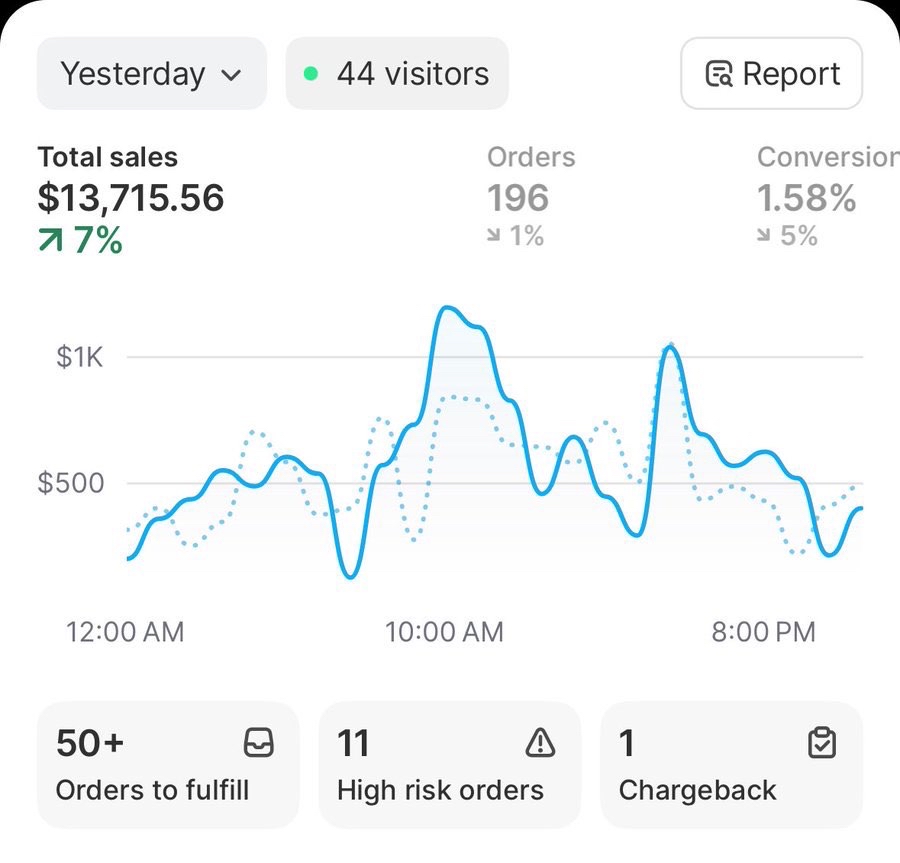 Yesterday
44 visitors
Report
Total sales
$13,715.56
7%
Orders
196
1%
Conversion
1.58%
5%
$1K
$500
12:00 AM
10:00 AM
8:00 PM
50+
Orders to fulfill
11
High risk orders
1
Chargeback